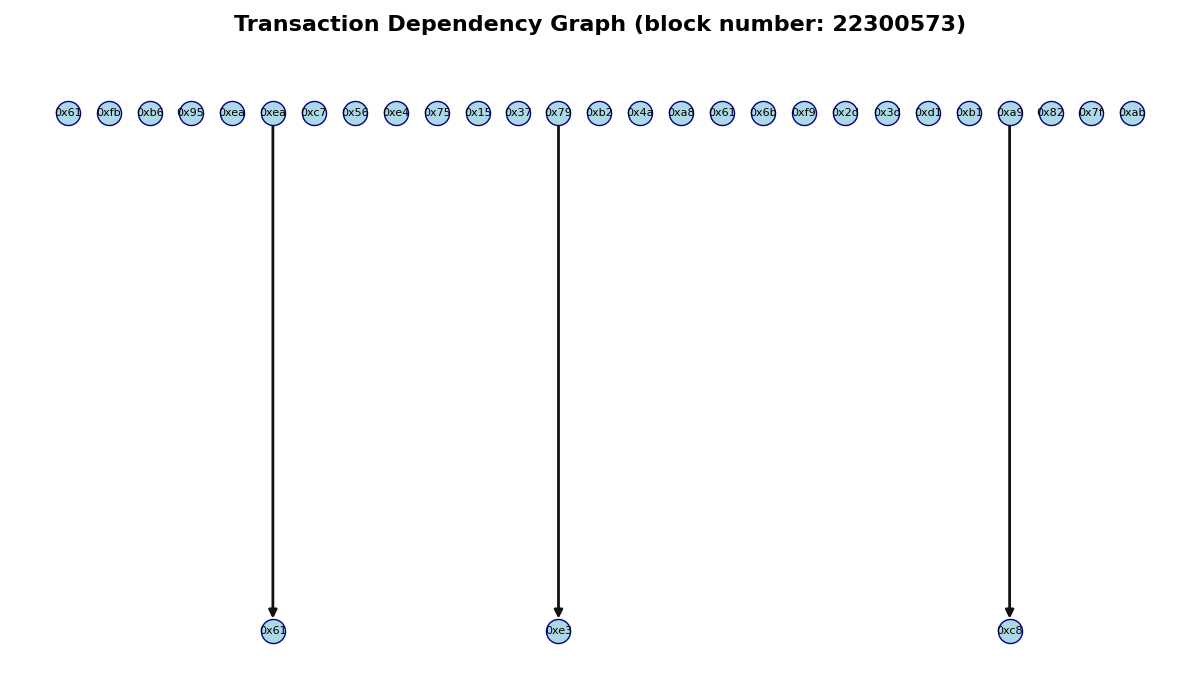 Transaction Dependency Graph (block number: 22300573)
0x61 0xfb 0xb6 0x95 0xea 0xea 0xc7 0x56 0xe4 0x75 0x15 0x37 0x79 0xb2 0x4a 0xa8 0x61 0x6b 0xf9 0x2d 0x3d 0xd1 0xb1 0xa9 0x82 0x7f 0xab
0x61 0xe3 0xc8